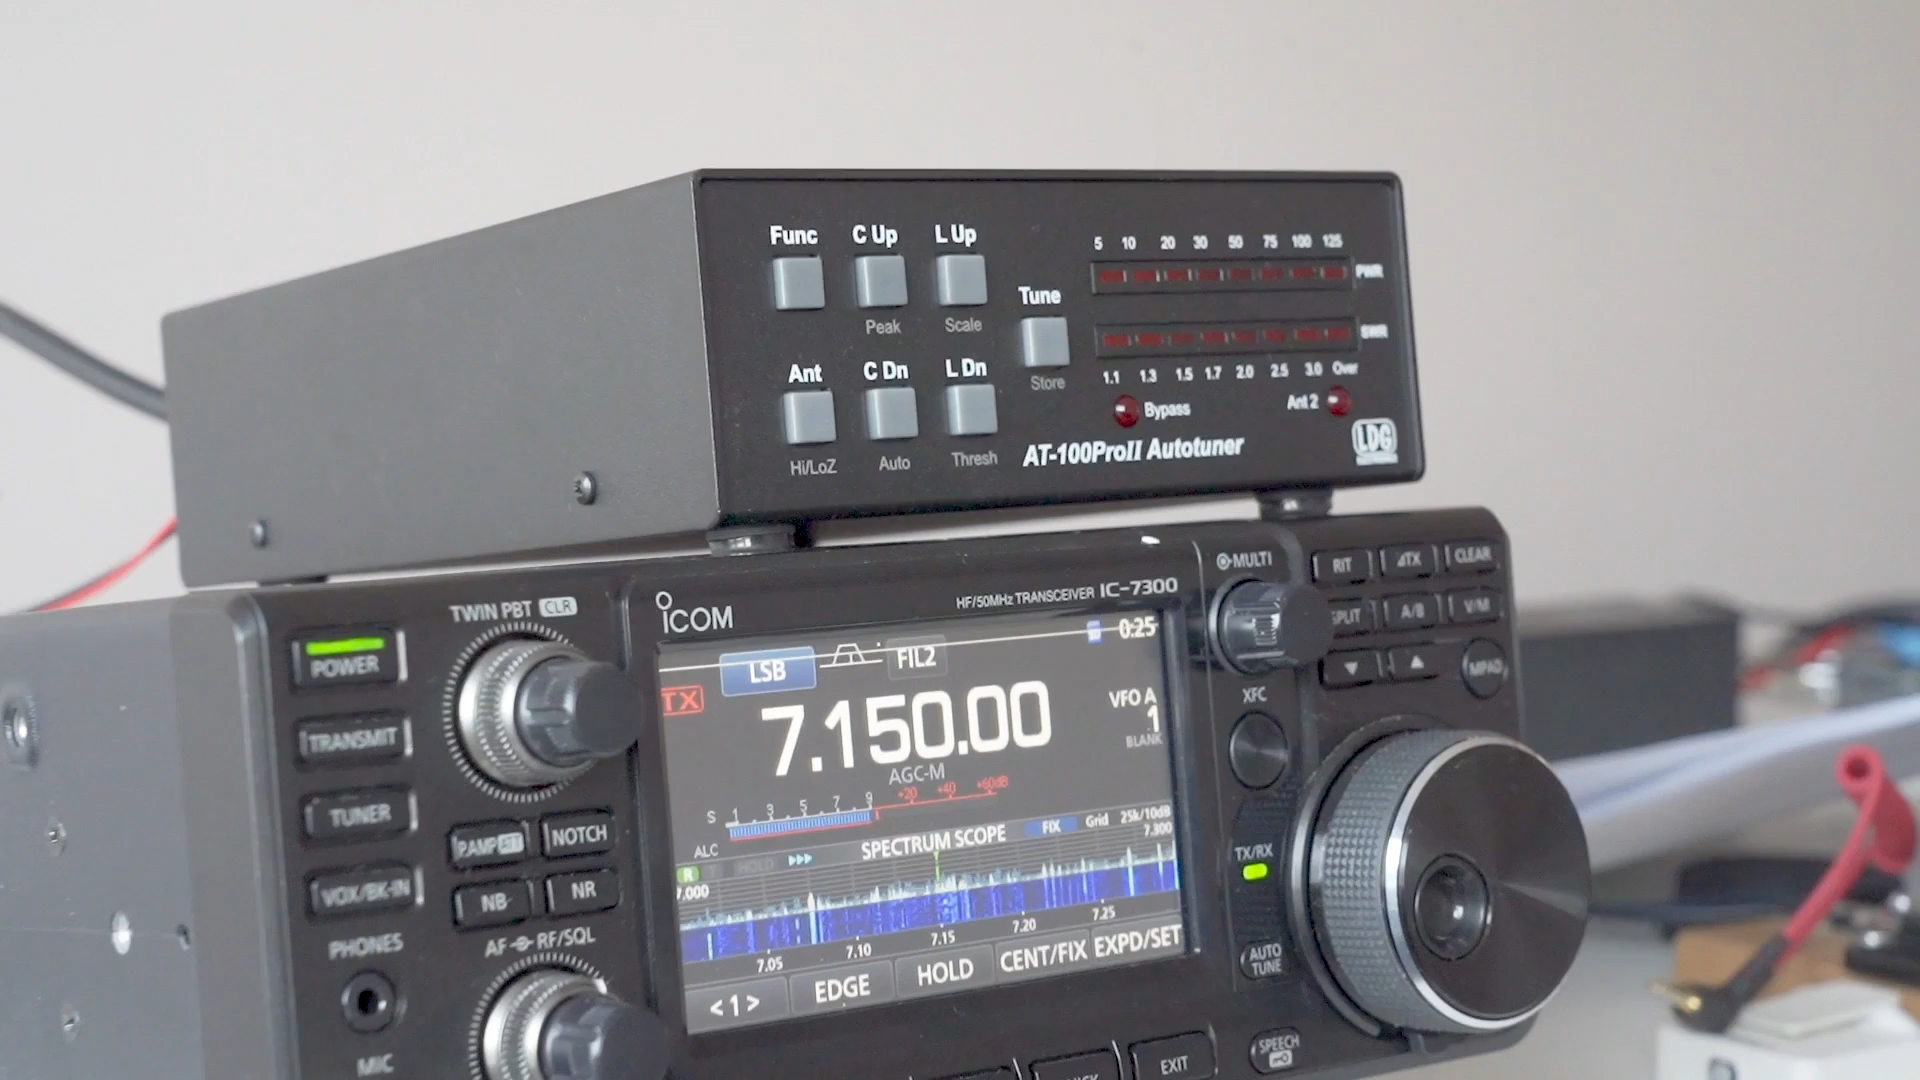 Func C Up L Up
Peak Scale
Tune
Store
Ant C Dn L Dn
Hi/LoZ Auto Thresh
5 10 20 30 50 75 100 125
PWR
SWR
1.1 1.3 1.5 1.7 2.0 2.5 3.0 Over
Bypass Ant 2
AT-100ProII Autotuner
LDG
TWIN PBT CLR
POWER
TRANSMIT
TUNER
VOX/BK-IN
PHONES
MIC
P.AMP ATT NOTCH
NB NR
AF RF/SQL
ICOM
HF/50MHz TRANSCEIVER IC-7300
LSB FIL2 0:25
TX
7.150.00
VFO A
1
BLANK
AGC-M
S 1 3 5 7 9 +20 +40 +60dB
ALC
HOLD
SPECTRUM SCOPE
FIX Grid 25k/10dB
R
7.000 7.300
7.05 7.10 7.15 7.20 7.25
<1> EDGE HOLD CENT/FIX EXPD/SET
MULTI
RIT ⊿TX CLEAR
SPLIT A/B V/M
▼ ▲ MPAD
XFC
TX/RX
AUTO
TUNE
SPEECH
EXIT